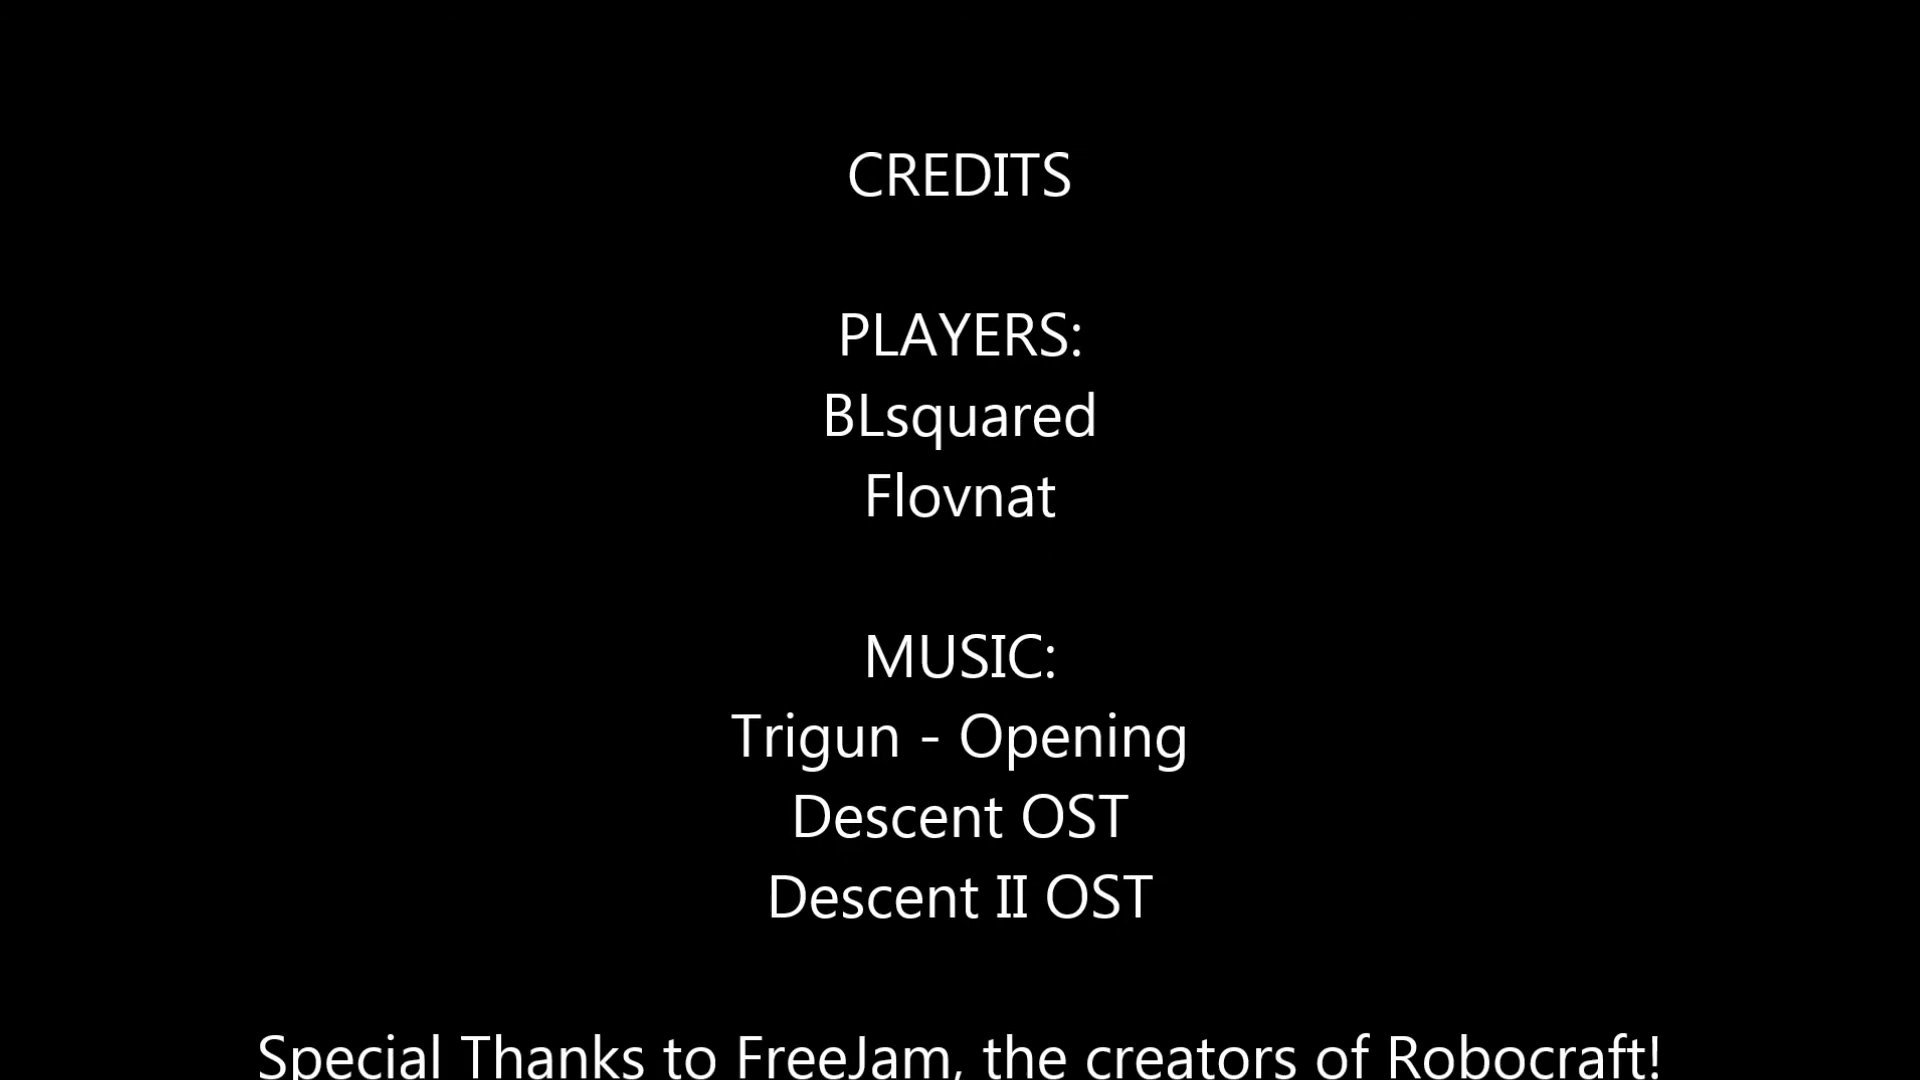 CREDITS
PLAYERS:
BLsquared
Flovnat
MUSIC:
Trigun - Opening
Descent OST
Descent II OST
Special Thanks to FreeJam, the creators of Robocraft!